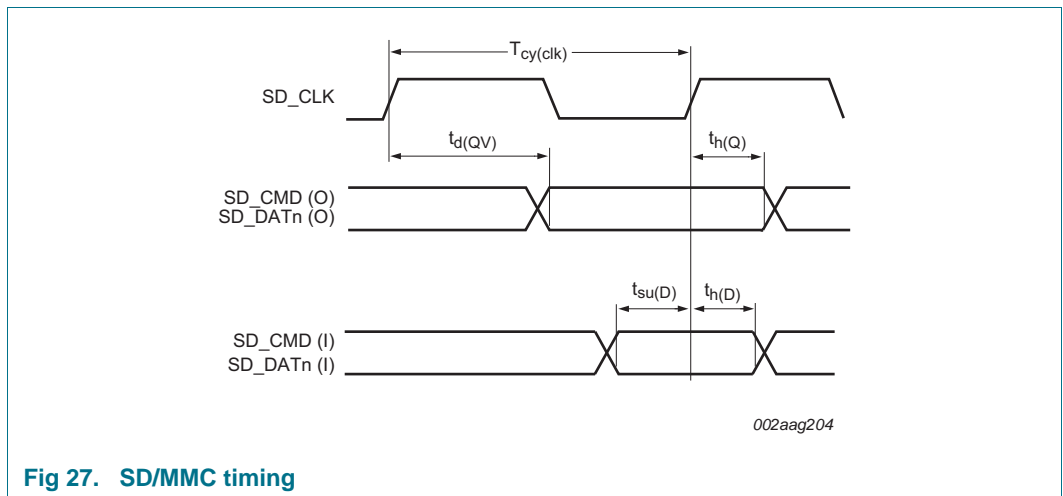 Tcy(clk)
SD_CLK
td(QV)
th(Q)
SD_CMD (O)
SD_DATn (O)
tsu(D)
th(D)
SD_CMD (I)
SD_DATn (I)
002aag204
Fig 27. SD/MMC timing